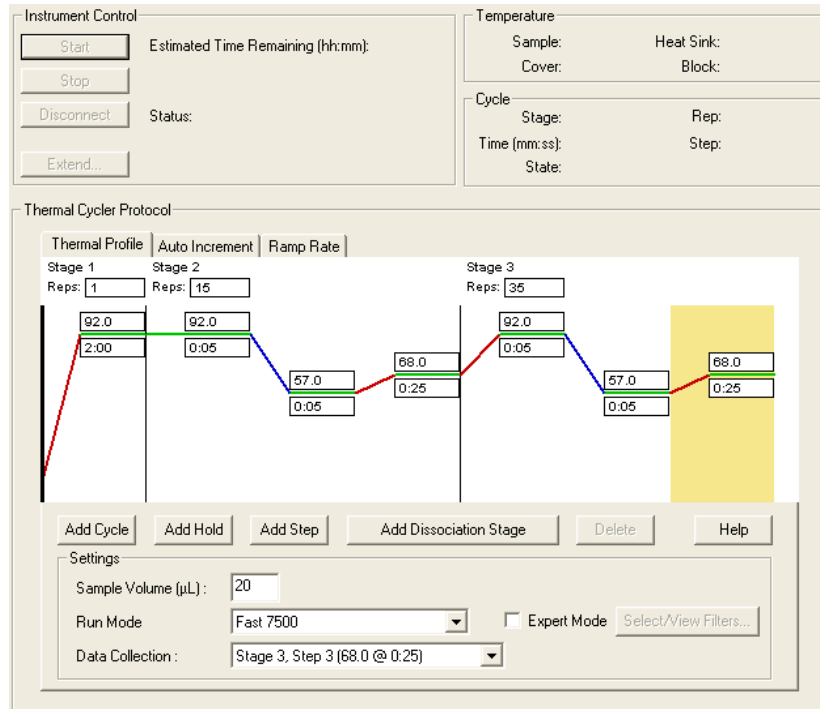 Instrument Control
Start
Estimated Time Remaining (hh:mm):
Stop
Disconnect
Status:
Extend...
Temperature
Sample: Heat Sink:
Cover: Block:
Cycle
Stage: Rep:
Time (mm:ss): Step:
State:
Thermal Cycler Protocol
Thermal Profile Auto Increment Ramp Rate
Stage 1 Stage 2 Stage 3
Reps: 1 Reps: 15 Reps: 35
92.0 92.0 92.0
2:00 0:05 0:05
68.0 68.0
57.0 57.0
0:25 0:25
0:05 0:05
Add Cycle Add Hold Add Step Add Dissociation Stage Delete Help
Settings
Sample Volume (µL) : 20
Run Mode Fast 7500 Expert Mode Select/View Filters...
Data Collection : Stage 3, Step 3 (68.0 @ 0:25)